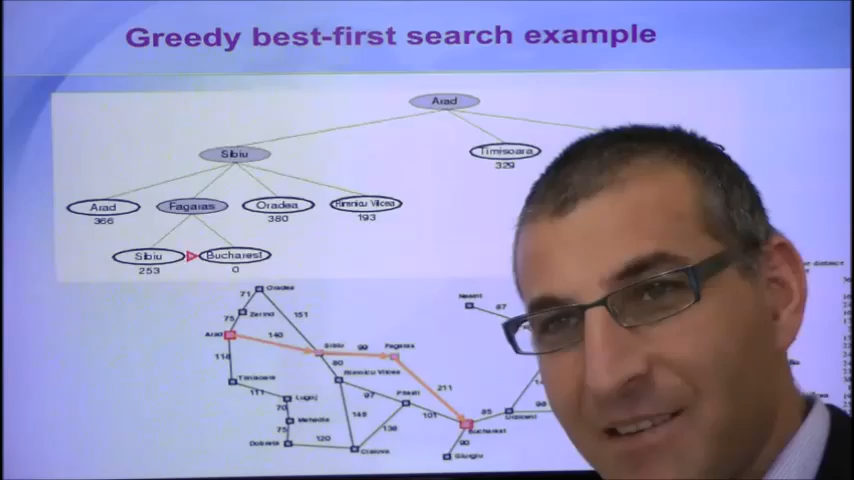 Greedy best-first search example
Arad
Sibiu
Timisoara
329
Arad
366
Fagaras
Oradea
380
Rimnicu Vilcea
193
Sibiu
253
Bucharest
0
Oradea
71
Neamt
87
Zerind
151
75
Arad
140
Sibiu
99
Fagaras
118
80
Rimnicu Vilcea
Timisoara
111
Lugoj
97
Pitesti
211
70
Mehadia
146
101
85
Urziceni
98
75
138
Bucharest
Dobreta
120
90
Craiova
Giurgiu